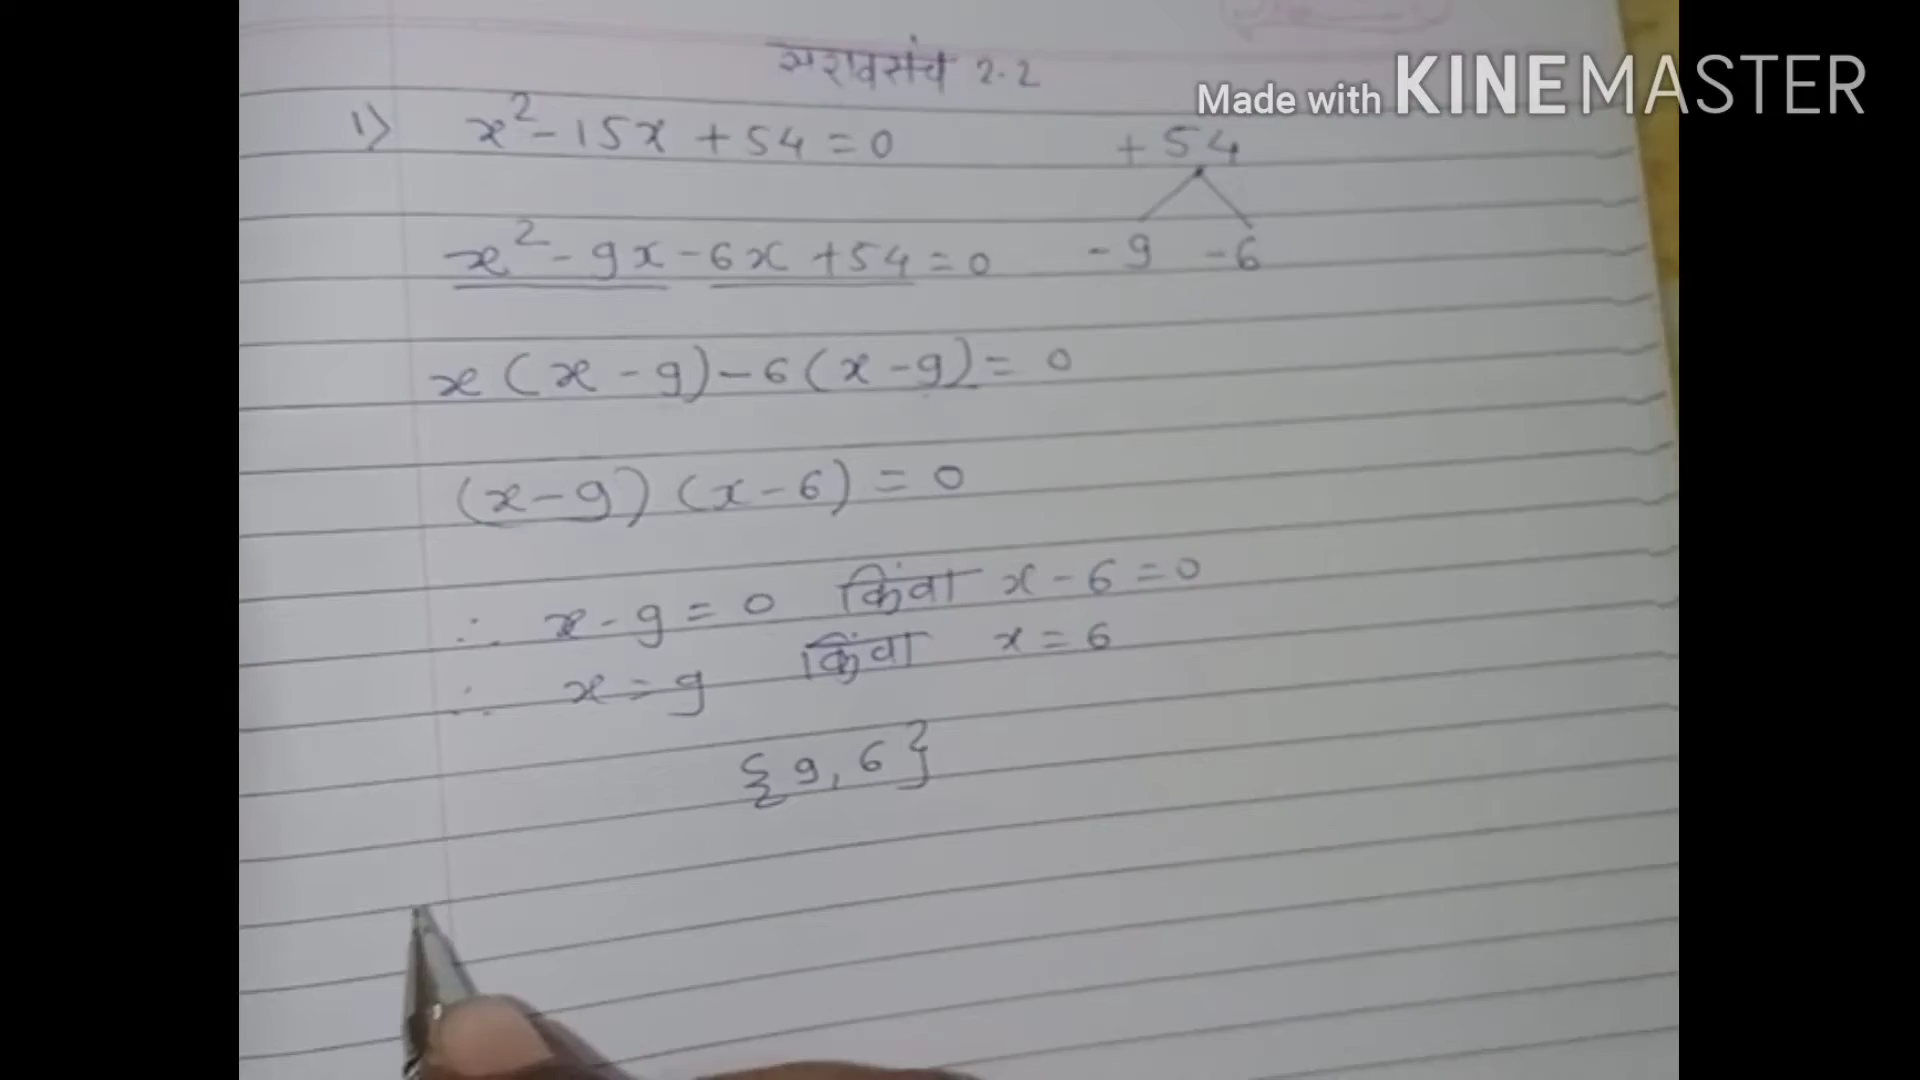 सरावसंच 2.2
Made with KINEMASTER
1) x² - 15x + 54 = 0 +54
x² - 9x - 6x + 54 = 0 -9 -6
x (x - 9) - 6 (x - 9) = 0
(x - 9) (x - 6) = 0
∴ x - 9 = 0 किंवा x - 6 = 0
∴ x = 9 किंवा x = 6
{9, 6}